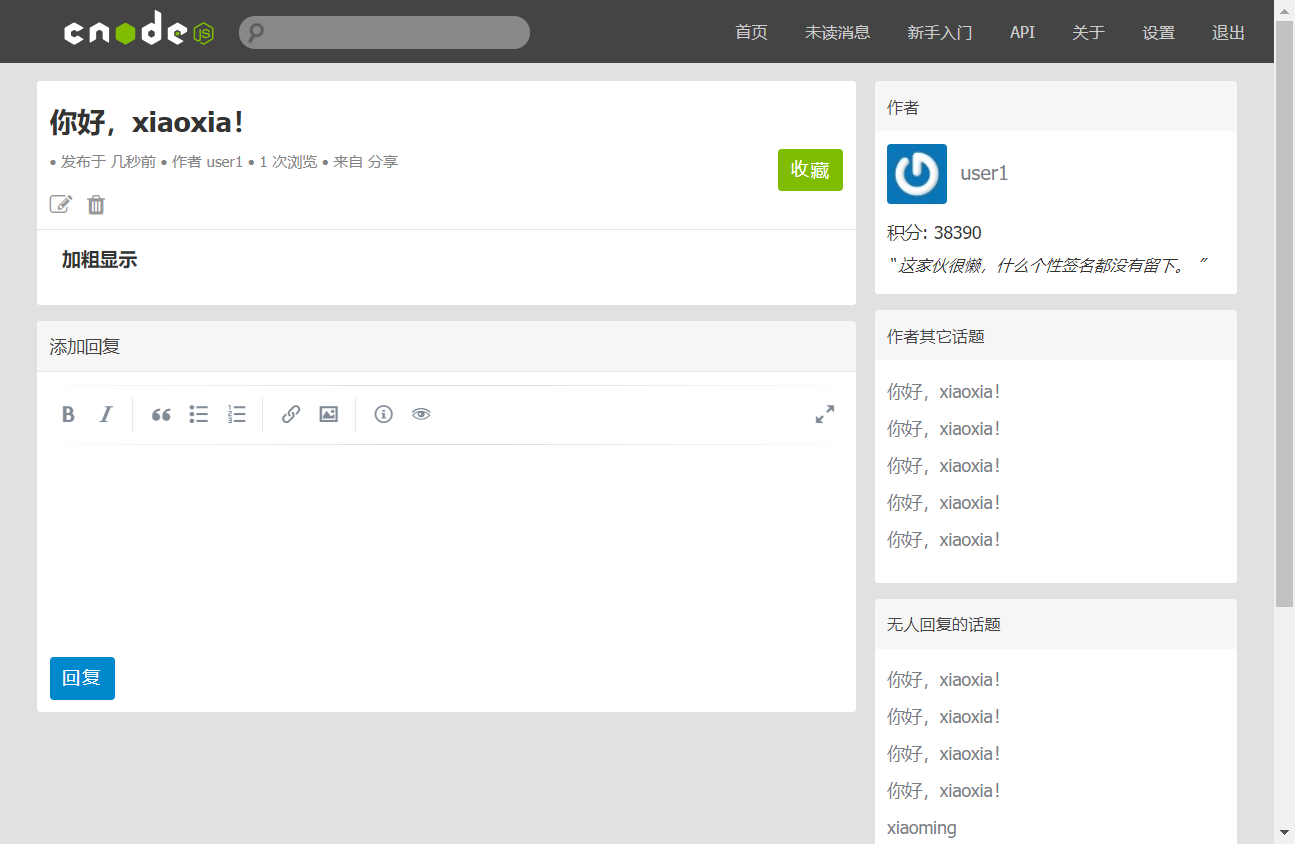 cnode JS
首页 未读消息 新手入门 API 关于 设置 退出
你好，xiaoxia！
• 发布于 几秒前 • 作者 user1 • 1 次浏览 • 来自 分享
收藏
加粗显示
添加回复
回复
作者
user1
积分: 38390
“ 这家伙很懒，什么个性签名都没有留下。 ”
作者其它话题
你好，xiaoxia！
你好，xiaoxia！
你好，xiaoxia！
你好，xiaoxia！
你好，xiaoxia！
无人回复的话题
你好，xiaoxia！
你好，xiaoxia！
你好，xiaoxia！
你好，xiaoxia！
xiaoming